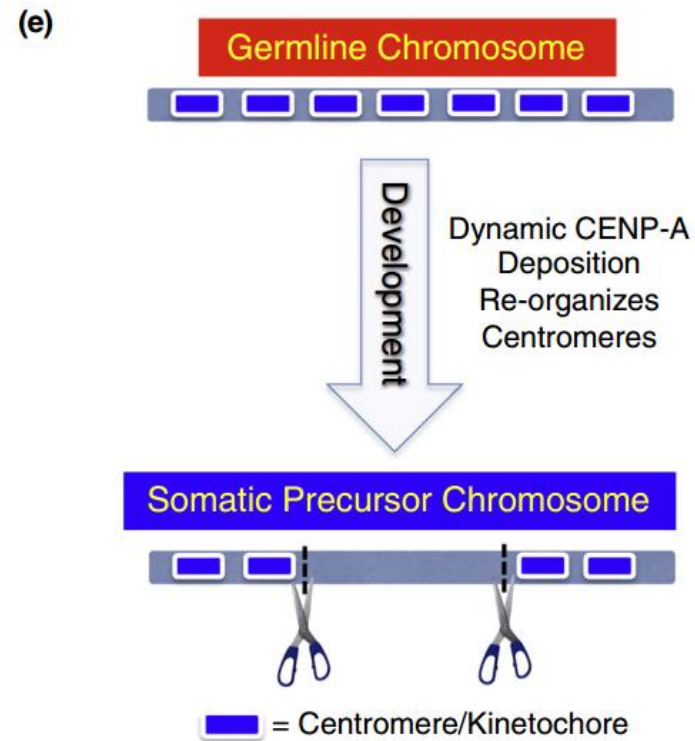 (e)
Germline Chromosome
Development
Dynamic CENP-A
Deposition
Re-organizes
Centromeres
Somatic Precursor Chromosome
= Centromere/Kinetochore